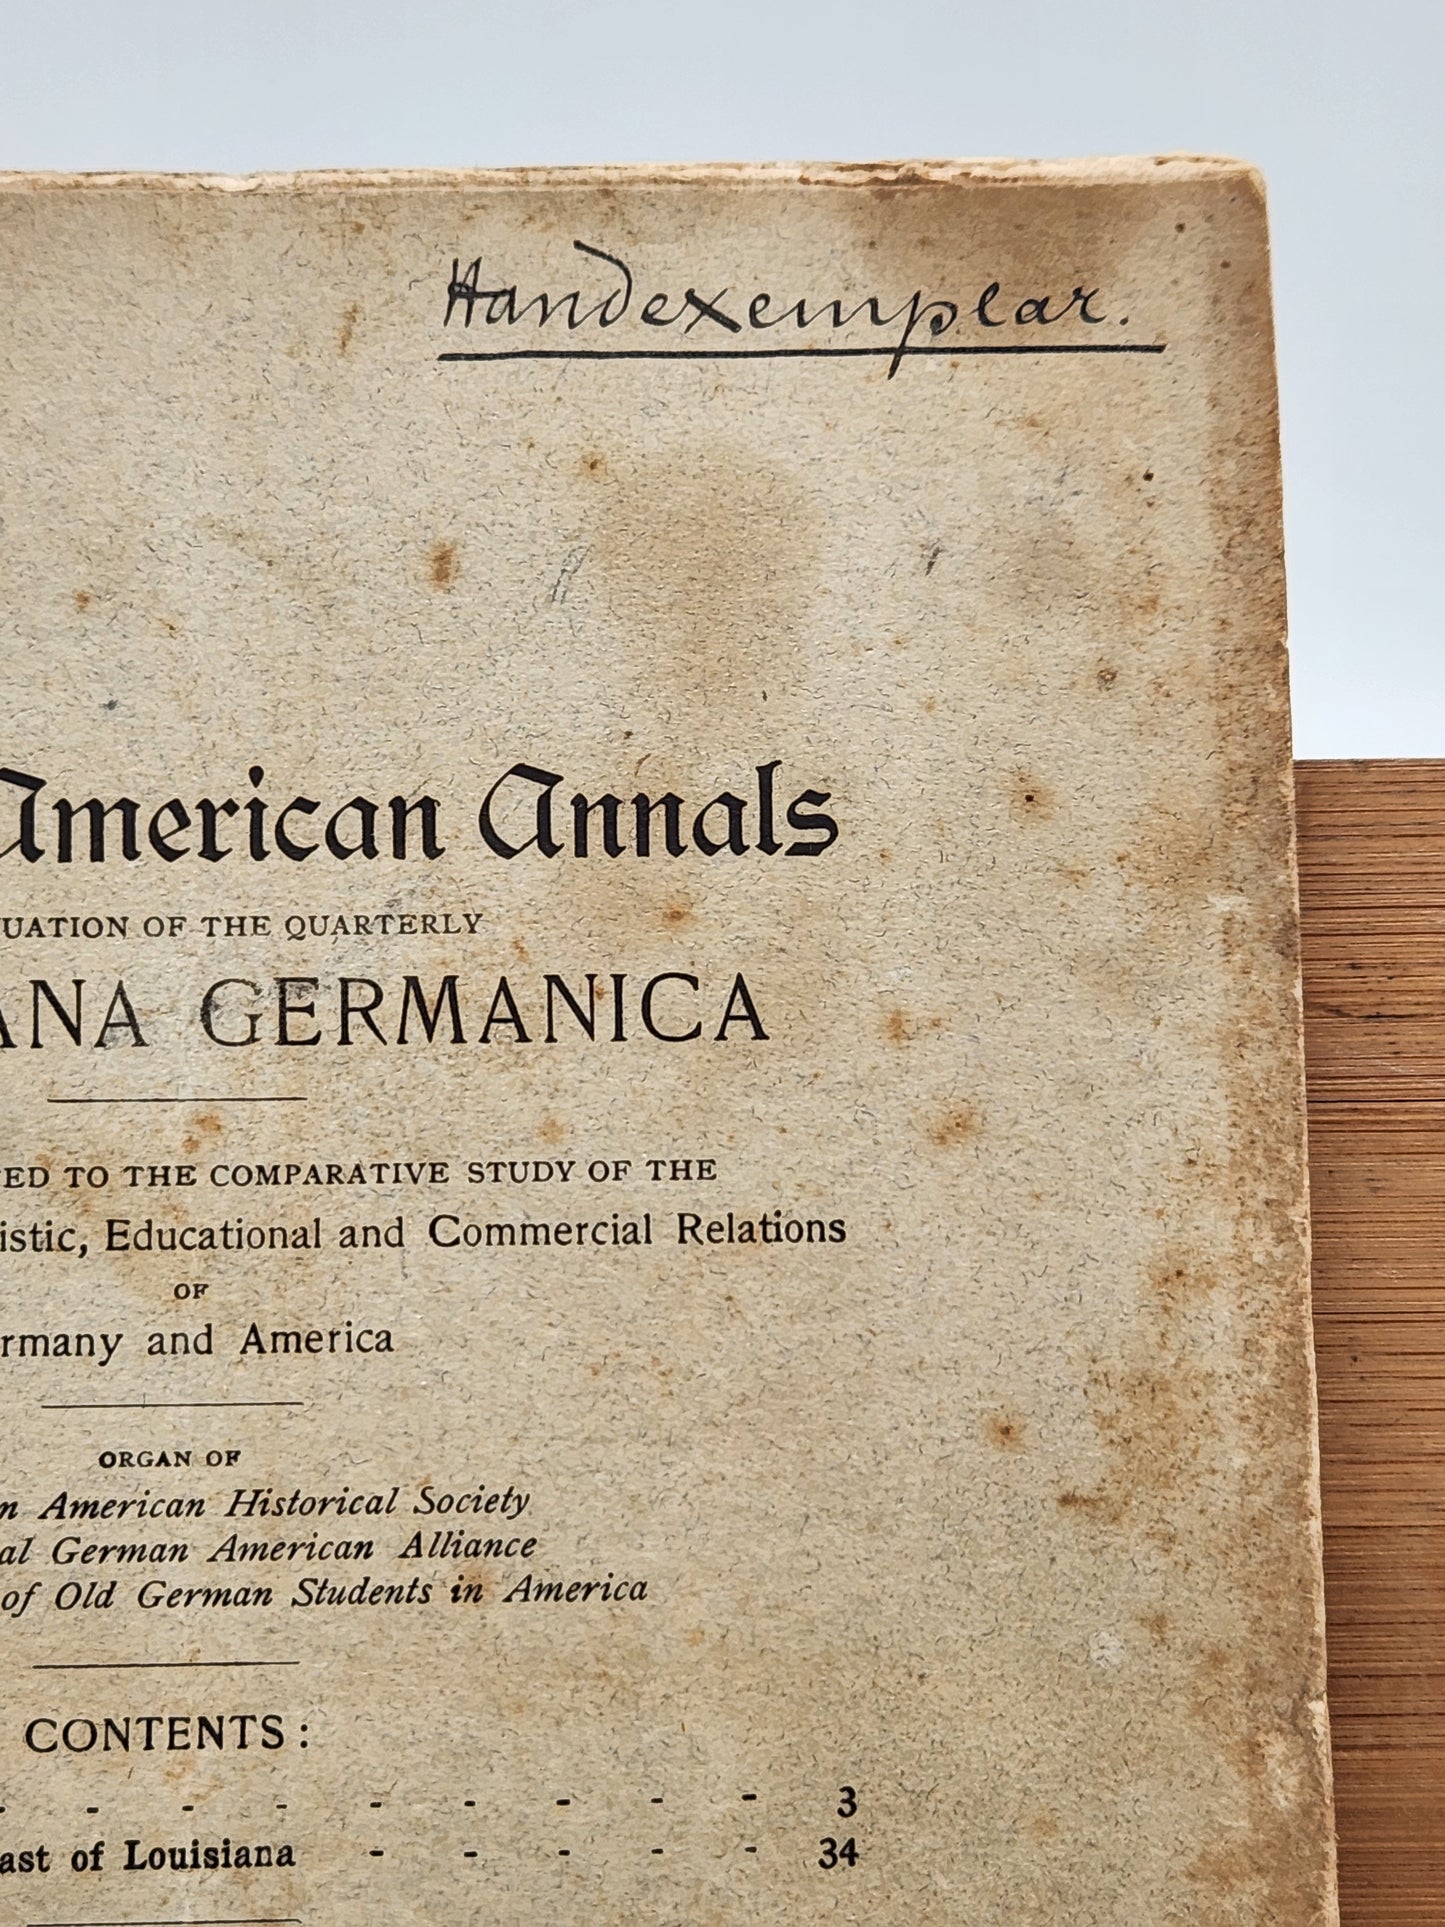 Handexemplar.
American Annals
UATION OF THE QUARTERLY
ANA GERMANICA
ED TO THE COMPARATIVE STUDY OF THE
istic, Educational and Commercial Relations
OF
rmany and America
ORGAN OF
n American Historical Society
al German American Alliance
of Old German Students in America
CONTENTS:
- - - - - - - - - 3
ast of Louisiana - - - - - 34